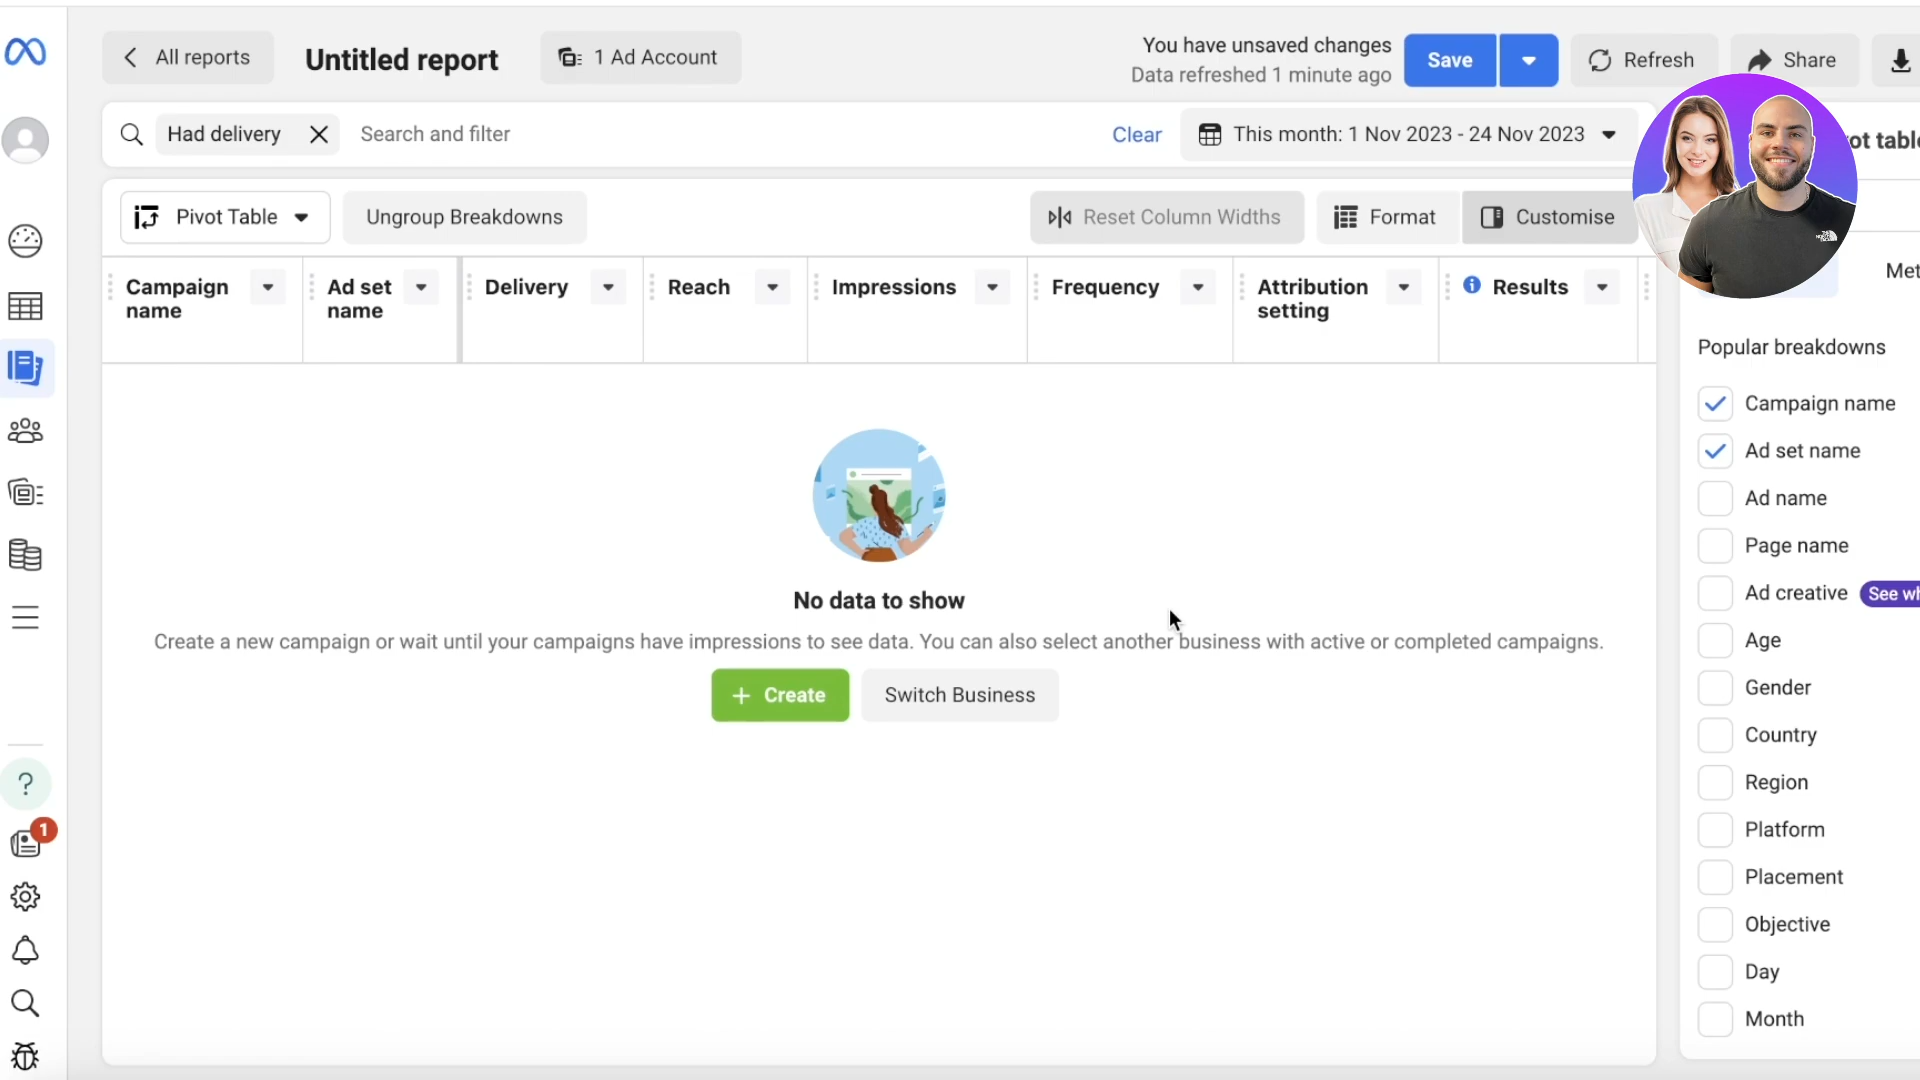 All reports
Untitled report
1 Ad Account
You have unsaved changes
Data refreshed 1 minute ago
Save
Refresh
Share
Had delivery
Search and filter
Clear
This month: 1 Nov 2023 - 24 Nov 2023
Pivot Table
Ungroup Breakdowns
Reset Column Widths
Format
Customise
Campaign name
Ad set name
Delivery
Reach
Impressions
Frequency
Attribution setting
Results
No data to show
Create a new campaign or wait until your campaigns have impressions to see data. You can also select another business with active or completed campaigns.
+ Create
Switch Business
Popular breakdowns
Campaign name
Ad set name
Ad name
Page name
Ad creative
See wh
Age
Gender
Country
Region
Platform
Placement
Objective
Day
Month
?
1
THE NORTH FACE
ot table
Met